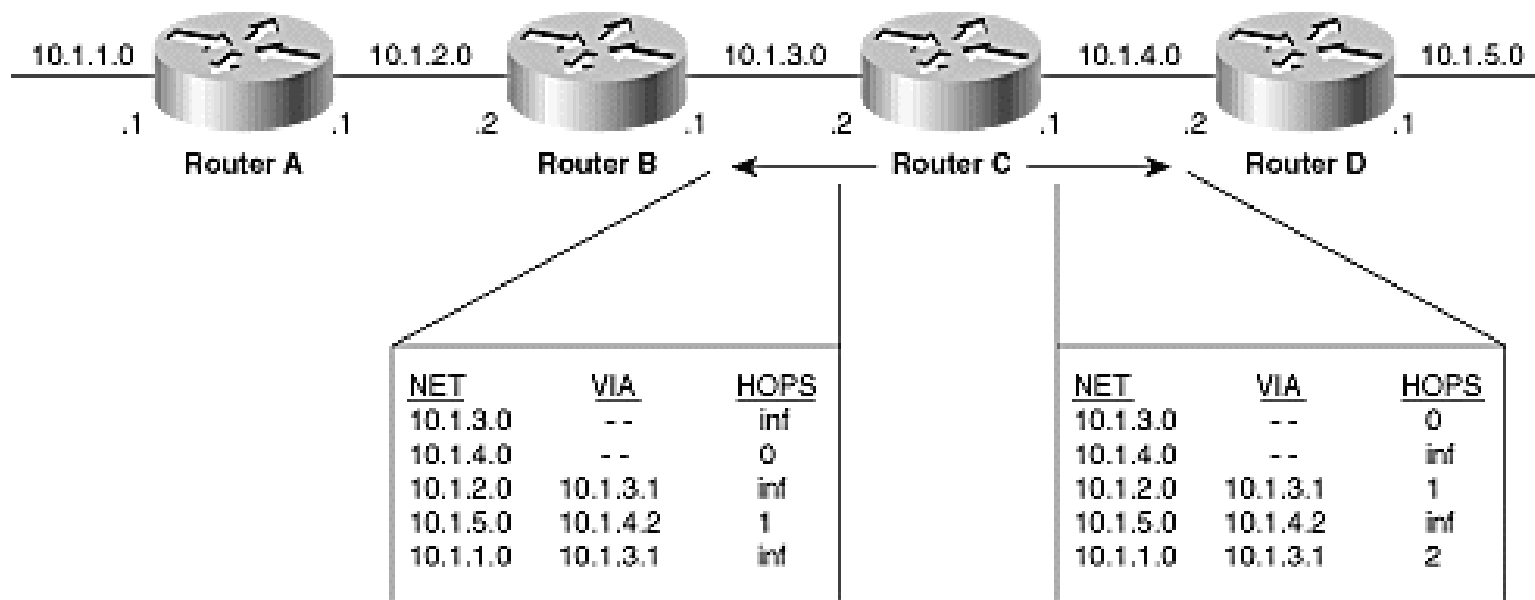 10.1.1.0 10.1.2.0 10.1.3.0 10.1.4.0 10.1.5.0
.1 .1 .2 .1 .2 .1 .2 .1
Router A Router B Router C Router D
NET VIA HOPS
10.1.3.0 -- inf
10.1.4.0 -- 0
10.1.2.0 10.1.3.1 inf
10.1.5.0 10.1.4.2 1
10.1.1.0 10.1.3.1 inf
NET VIA HOPS
10.1.3.0 -- 0
10.1.4.0 -- inf
10.1.2.0 10.1.3.1 1
10.1.5.0 10.1.4.2 inf
10.1.1.0 10.1.3.1 2